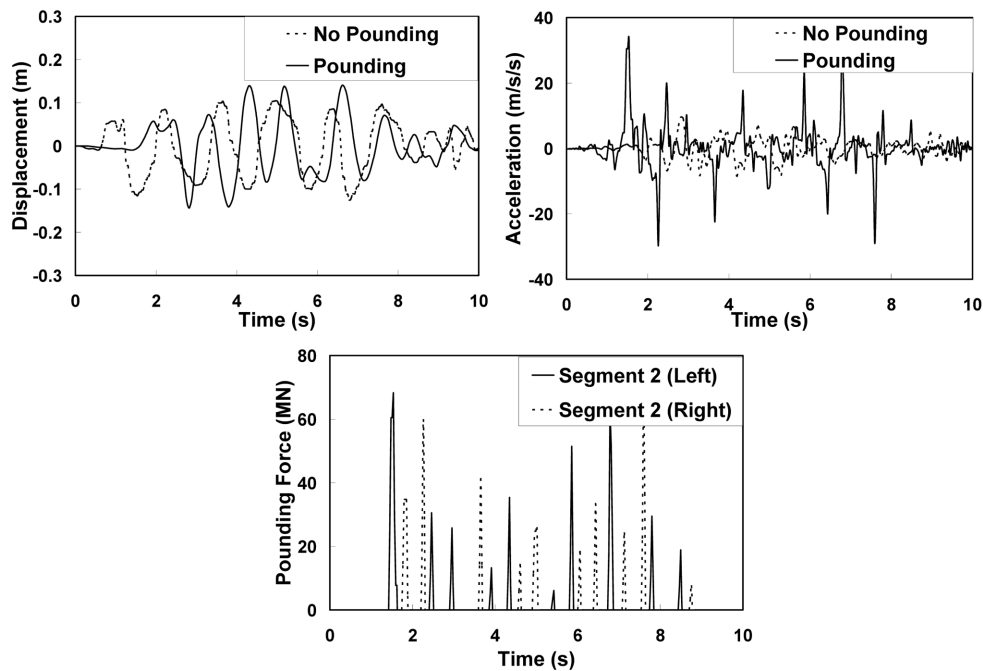 Displacement (m)
0.3
0.2
0.1
0
-0.1
-0.2
-0.3
No Pounding
Pounding
0 2 4 6 8 10
Time (s)
Acceleration (m/s/s)
40
20
0
-20
-40
No Pounding
Pounding
0 2 4 6 8 10
Time (s)
Pounding Force (MN)
80
60
40
20
0
Segment 2 (Left)
Segment 2 (Right)
0 2 4 6 8 10
Time (s)